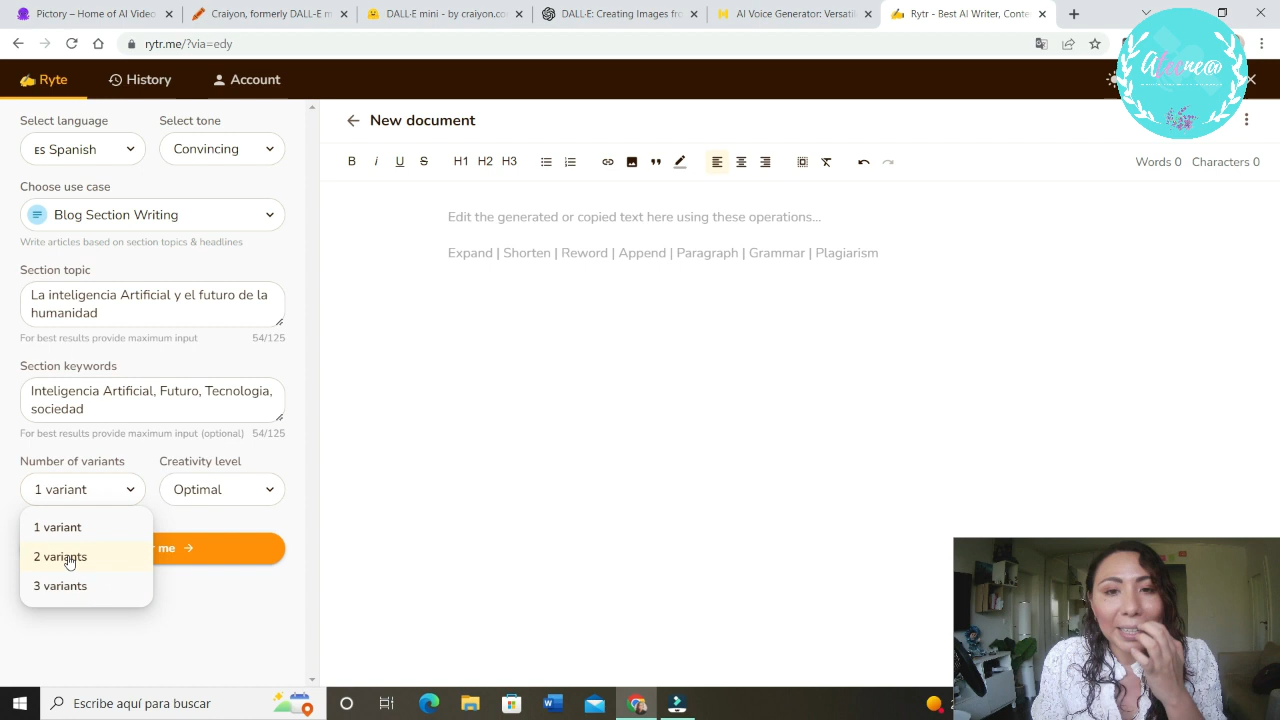 Pictory - Home of AI Video
Craiyon, formerly DALL-E m
DALL·E mini - by craiyon.co
DALL·E: Creating Images fro
AI Voice Generator: Versatil
Rytr - Best AI Writer, Conte
rytr.me/?via=edy
Ryte
History
Account
Select language
Select tone
ES Spanish
Convincing
Choose use case
Blog Section Writing
Write articles based on section topics & headlines
Section topic
La inteligencia Artificial y el futuro de la
humanidad
For best results provide maximum input
54/125
Section keywords
Inteligencia Artificial, Futuro, Tecnologia,
sociedad
For best results provide maximum input (optional)
54/125
Number of variants
Creativity level
1 variant
Optimal
1 variant
2 variants
3 variants
me
New document
B i U S H1 H2 H3
Words 0 Characters 0
Edit the generated or copied text here using these operations...
Expand | Shorten | Reword | Append | Paragraph | Grammar | Plagiarism
Escribe aquí para buscar